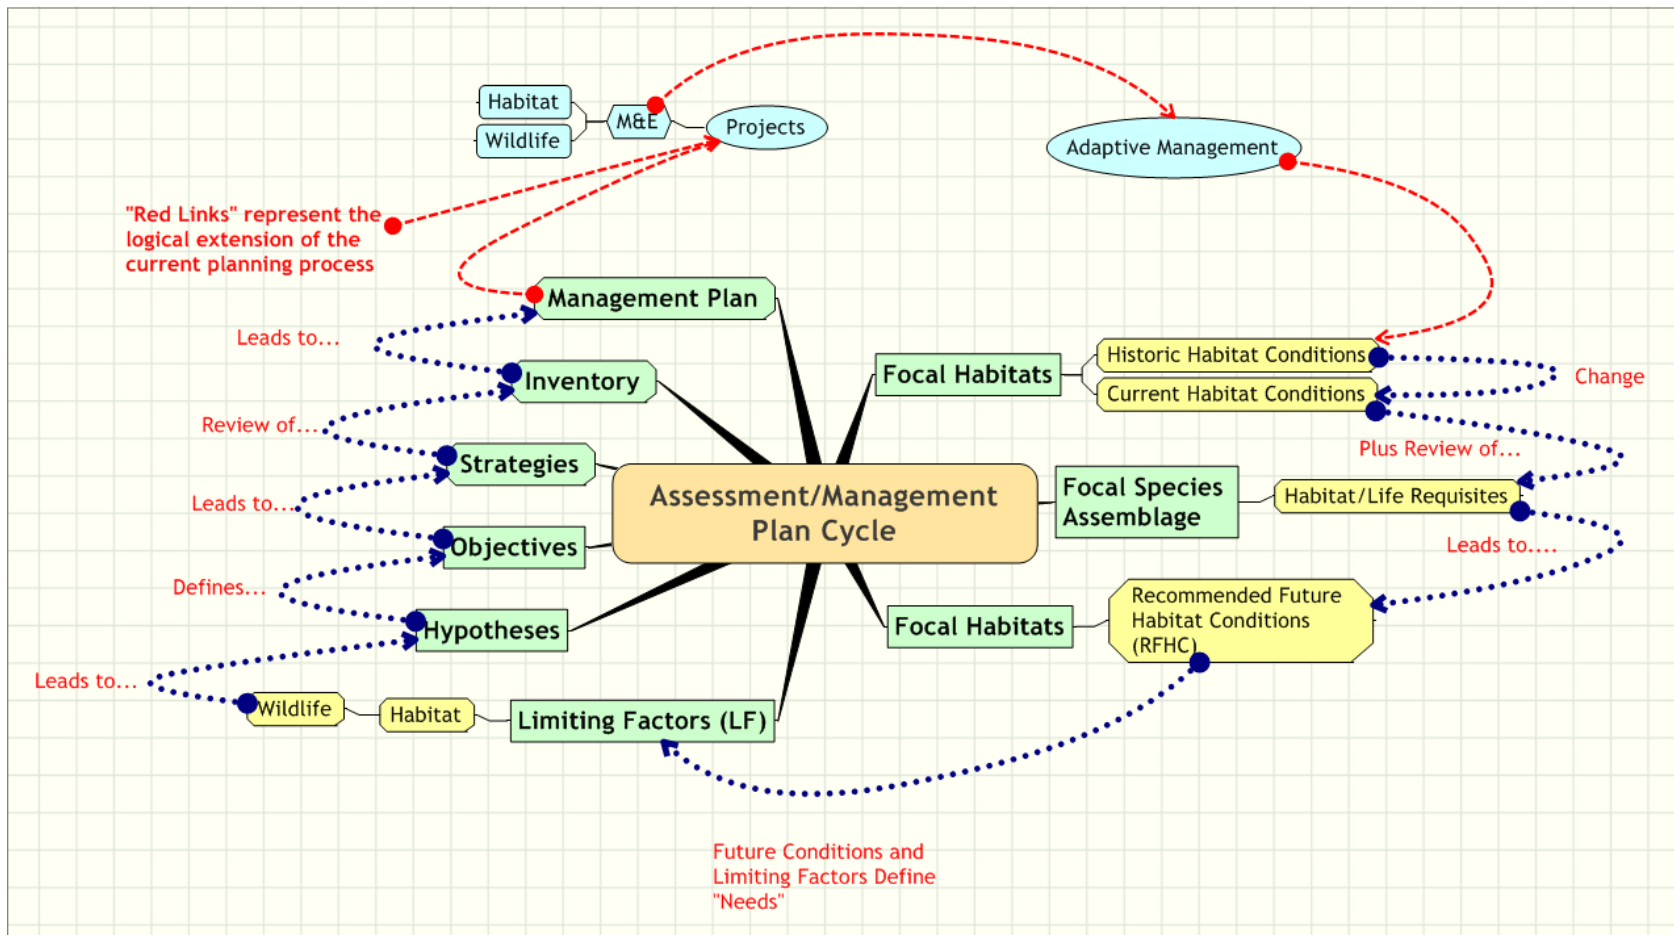 Habitat
M&E
Wildlife
Projects
Adaptive Management
"Red Links" represent the
logical extension of the
current planning process
Management Plan
Leads to...
Inventory
Historic Habitat Conditions
Focal Habitats
Change
Current Habitat Conditions
Review of...
Plus Review of...
Strategies
Focal Species
Assemblage
Habitat/Life Requisites
Assessment/Management
Plan Cycle
Leads to...
Objectives
Leads to....
Defines...
Hypotheses
Focal Habitats
Recommended Future
Habitat Conditions
(RFHC)
Leads to...
Wildlife
Habitat
Limiting Factors (LF)
Future Conditions and
Limiting Factors Define
"Needs"